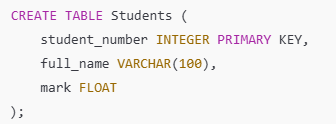 CREATE TABLE Students (
    student_number INTEGER PRIMARY KEY,
    full_name VARCHAR(100),
    mark FLOAT
);